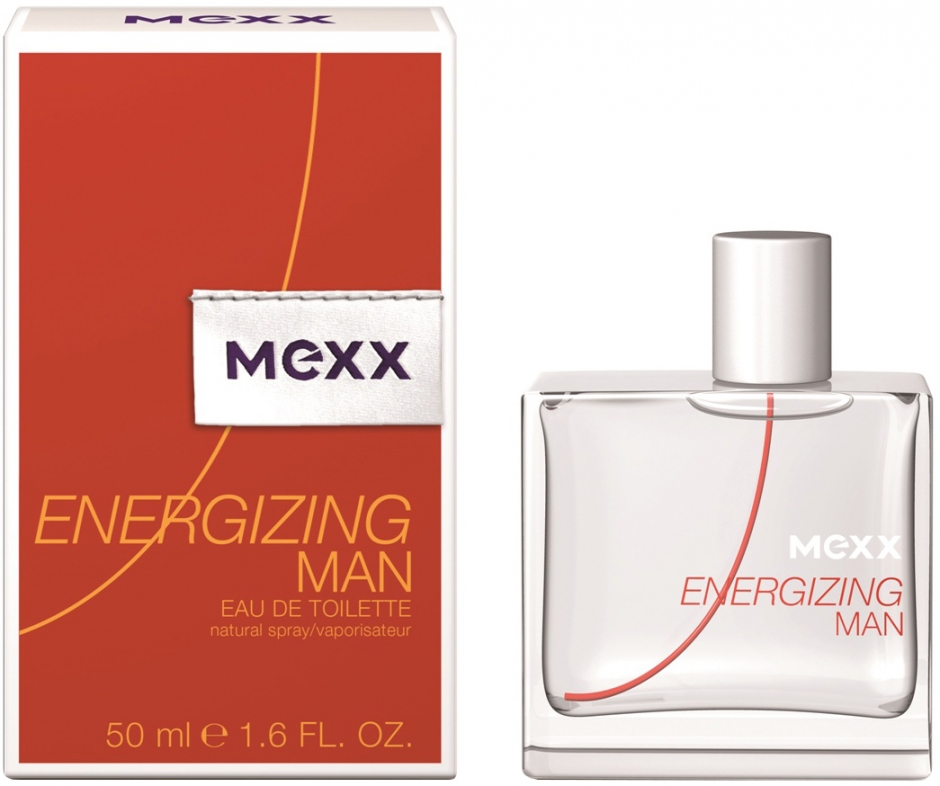 MEXX
MEXX
ENERGIZING
MAN
EAU DE TOILETTE
natural spray/vaporisateur
50 ml ℮ 1.6 FL. OZ.
MEXX
ENERGIZING
MAN